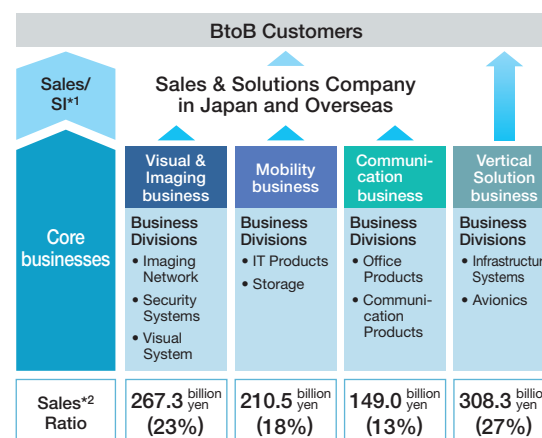 BtoB Customers
Sales/
SI*1
Sales & Solutions Company
in Japan and Overseas
Core
businesses
Visual &
Imaging
business
Business
Divisions
• Imaging
Network
• Security
Systems
• Visual
System
Mobility
business
Business
Divisions
• IT Products
• Storage
Communi-
cation
business
Business
Divisions
• Office
Products
• Communi-
cation
Products
Vertical
Solution
business
Business
Divisions
• Infrastructur
Systems
• Avionics
Sales*2
Ratio
267.3 billion
yen
(23%)
210.5 billion
yen
(18%)
149.0 billion
yen
(13%)
308.3 billio
yen
(27%)